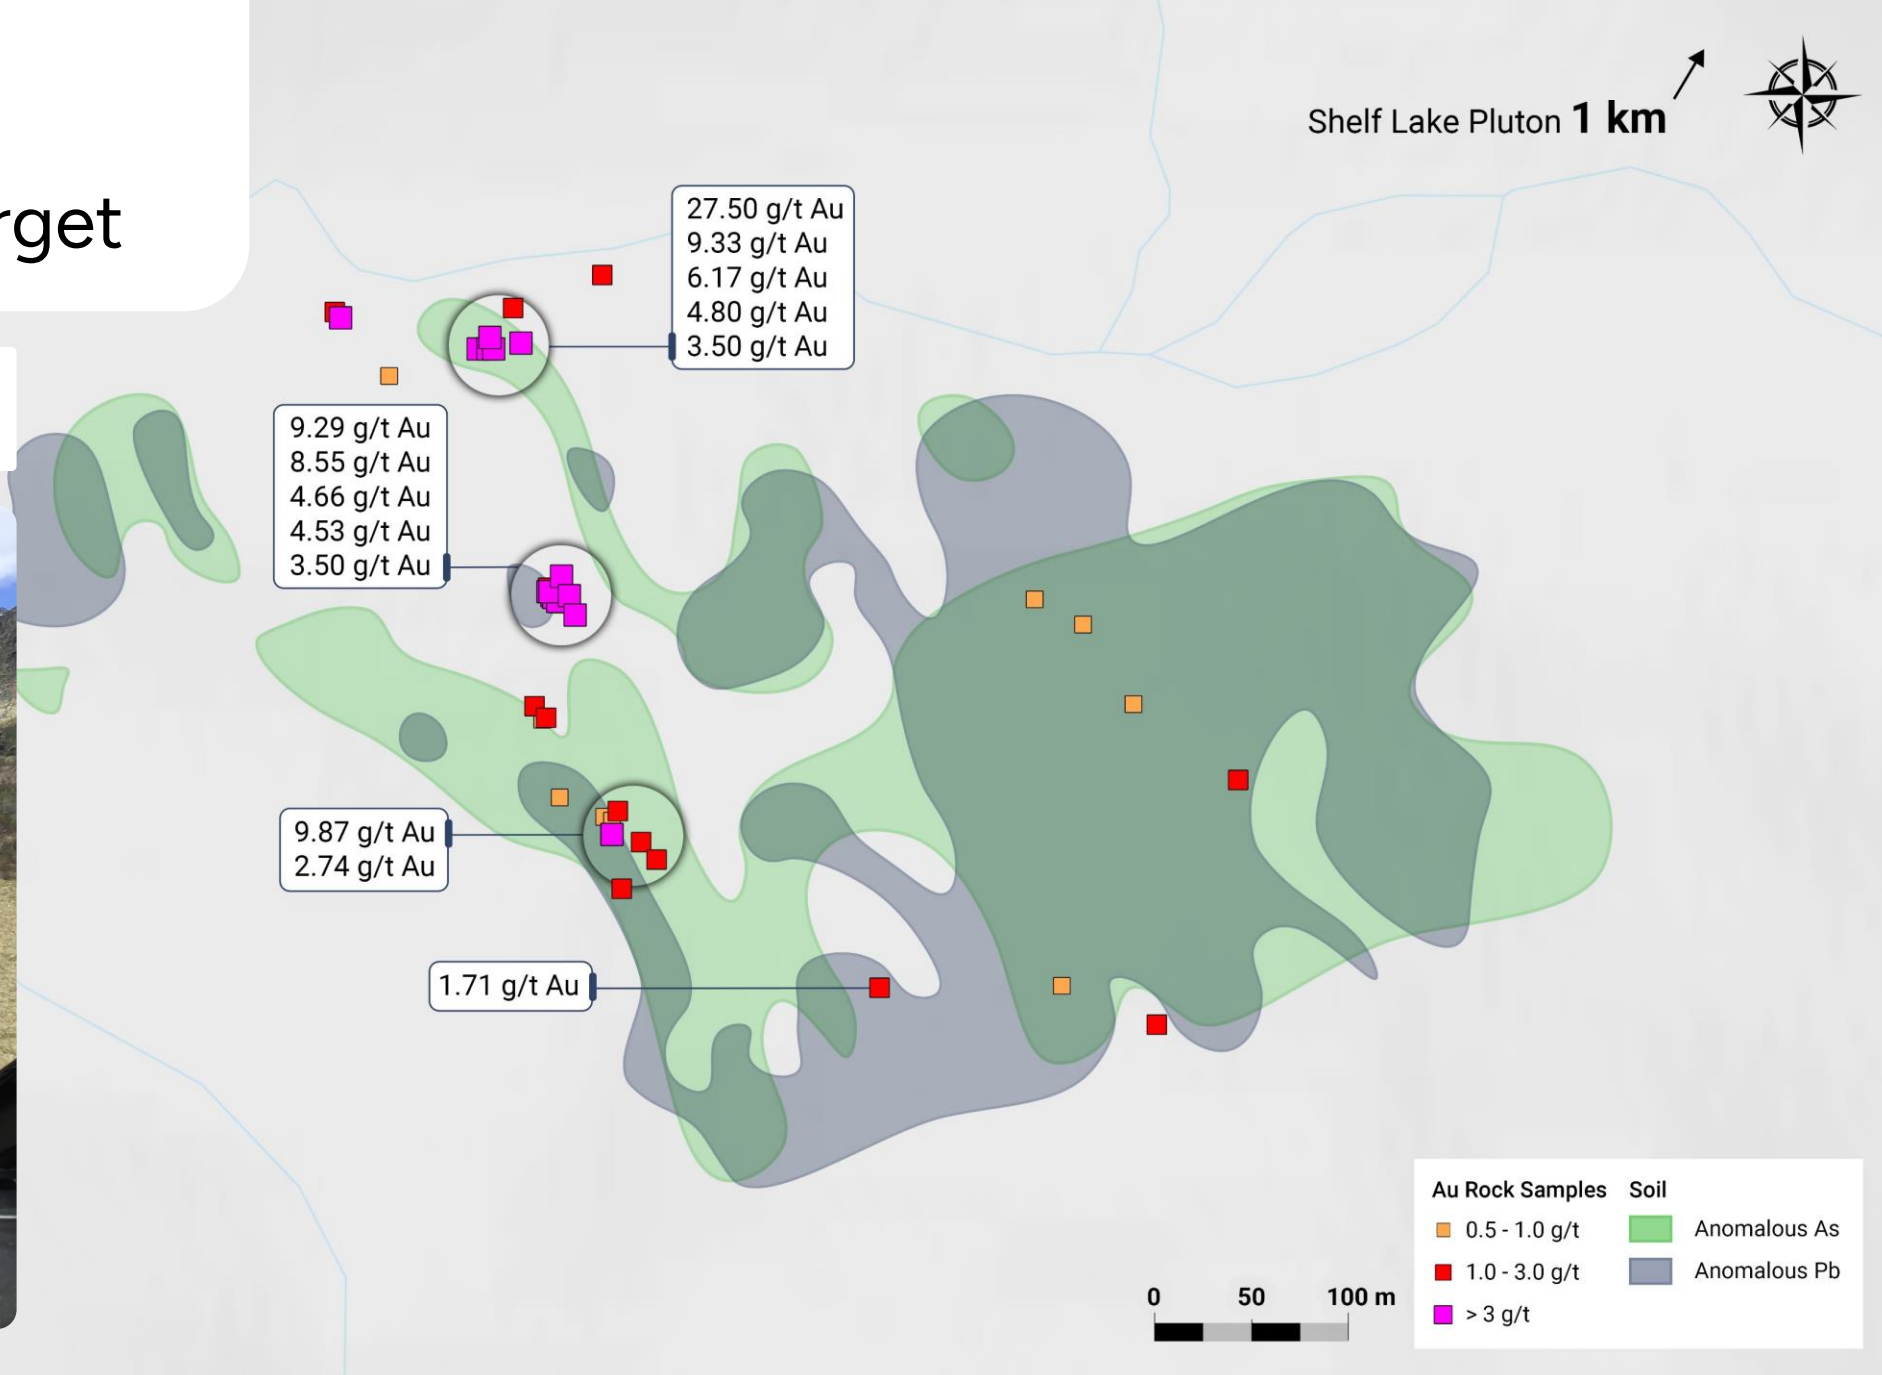 Shelf Lake Pluton 1 km
27.50 g/t Au
9.33 g/t Au
6.17 g/t Au
4.80 g/t Au
3.50 g/t Au
9.29 g/t Au
8.55 g/t Au
4.66 g/t Au
4.53 g/t Au
3.50 g/t Au
9.87 g/t Au
2.74 g/t Au
1.71 g/t Au
0 50 100 m
Au Rock Samples
0.5 - 1.0 g/t
1.0 - 3.0 g/t
> 3 g/t
Soil
Anomalous As
Anomalous Pb